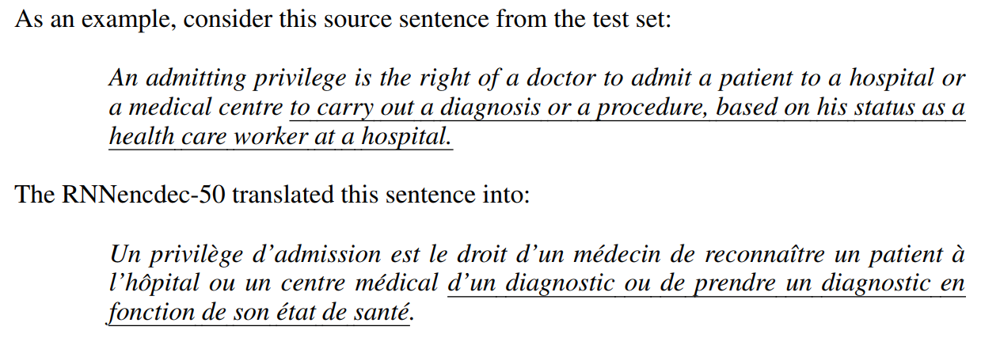 As an example, consider this source sentence from the test set:
An admitting privilege is the right of a doctor to admit a patient to a hospital or
a medical centre to carry out a diagnosis or a procedure, based on his status as a
health care worker at a hospital.
The RNNencdec-50 translated this sentence into:
Un privilège d'admission est le droit d'un médecin de reconnaître un patient à
l'hôpital ou un centre médical d'un diagnostic ou de prendre un diagnostic en
fonction de son état de santé.